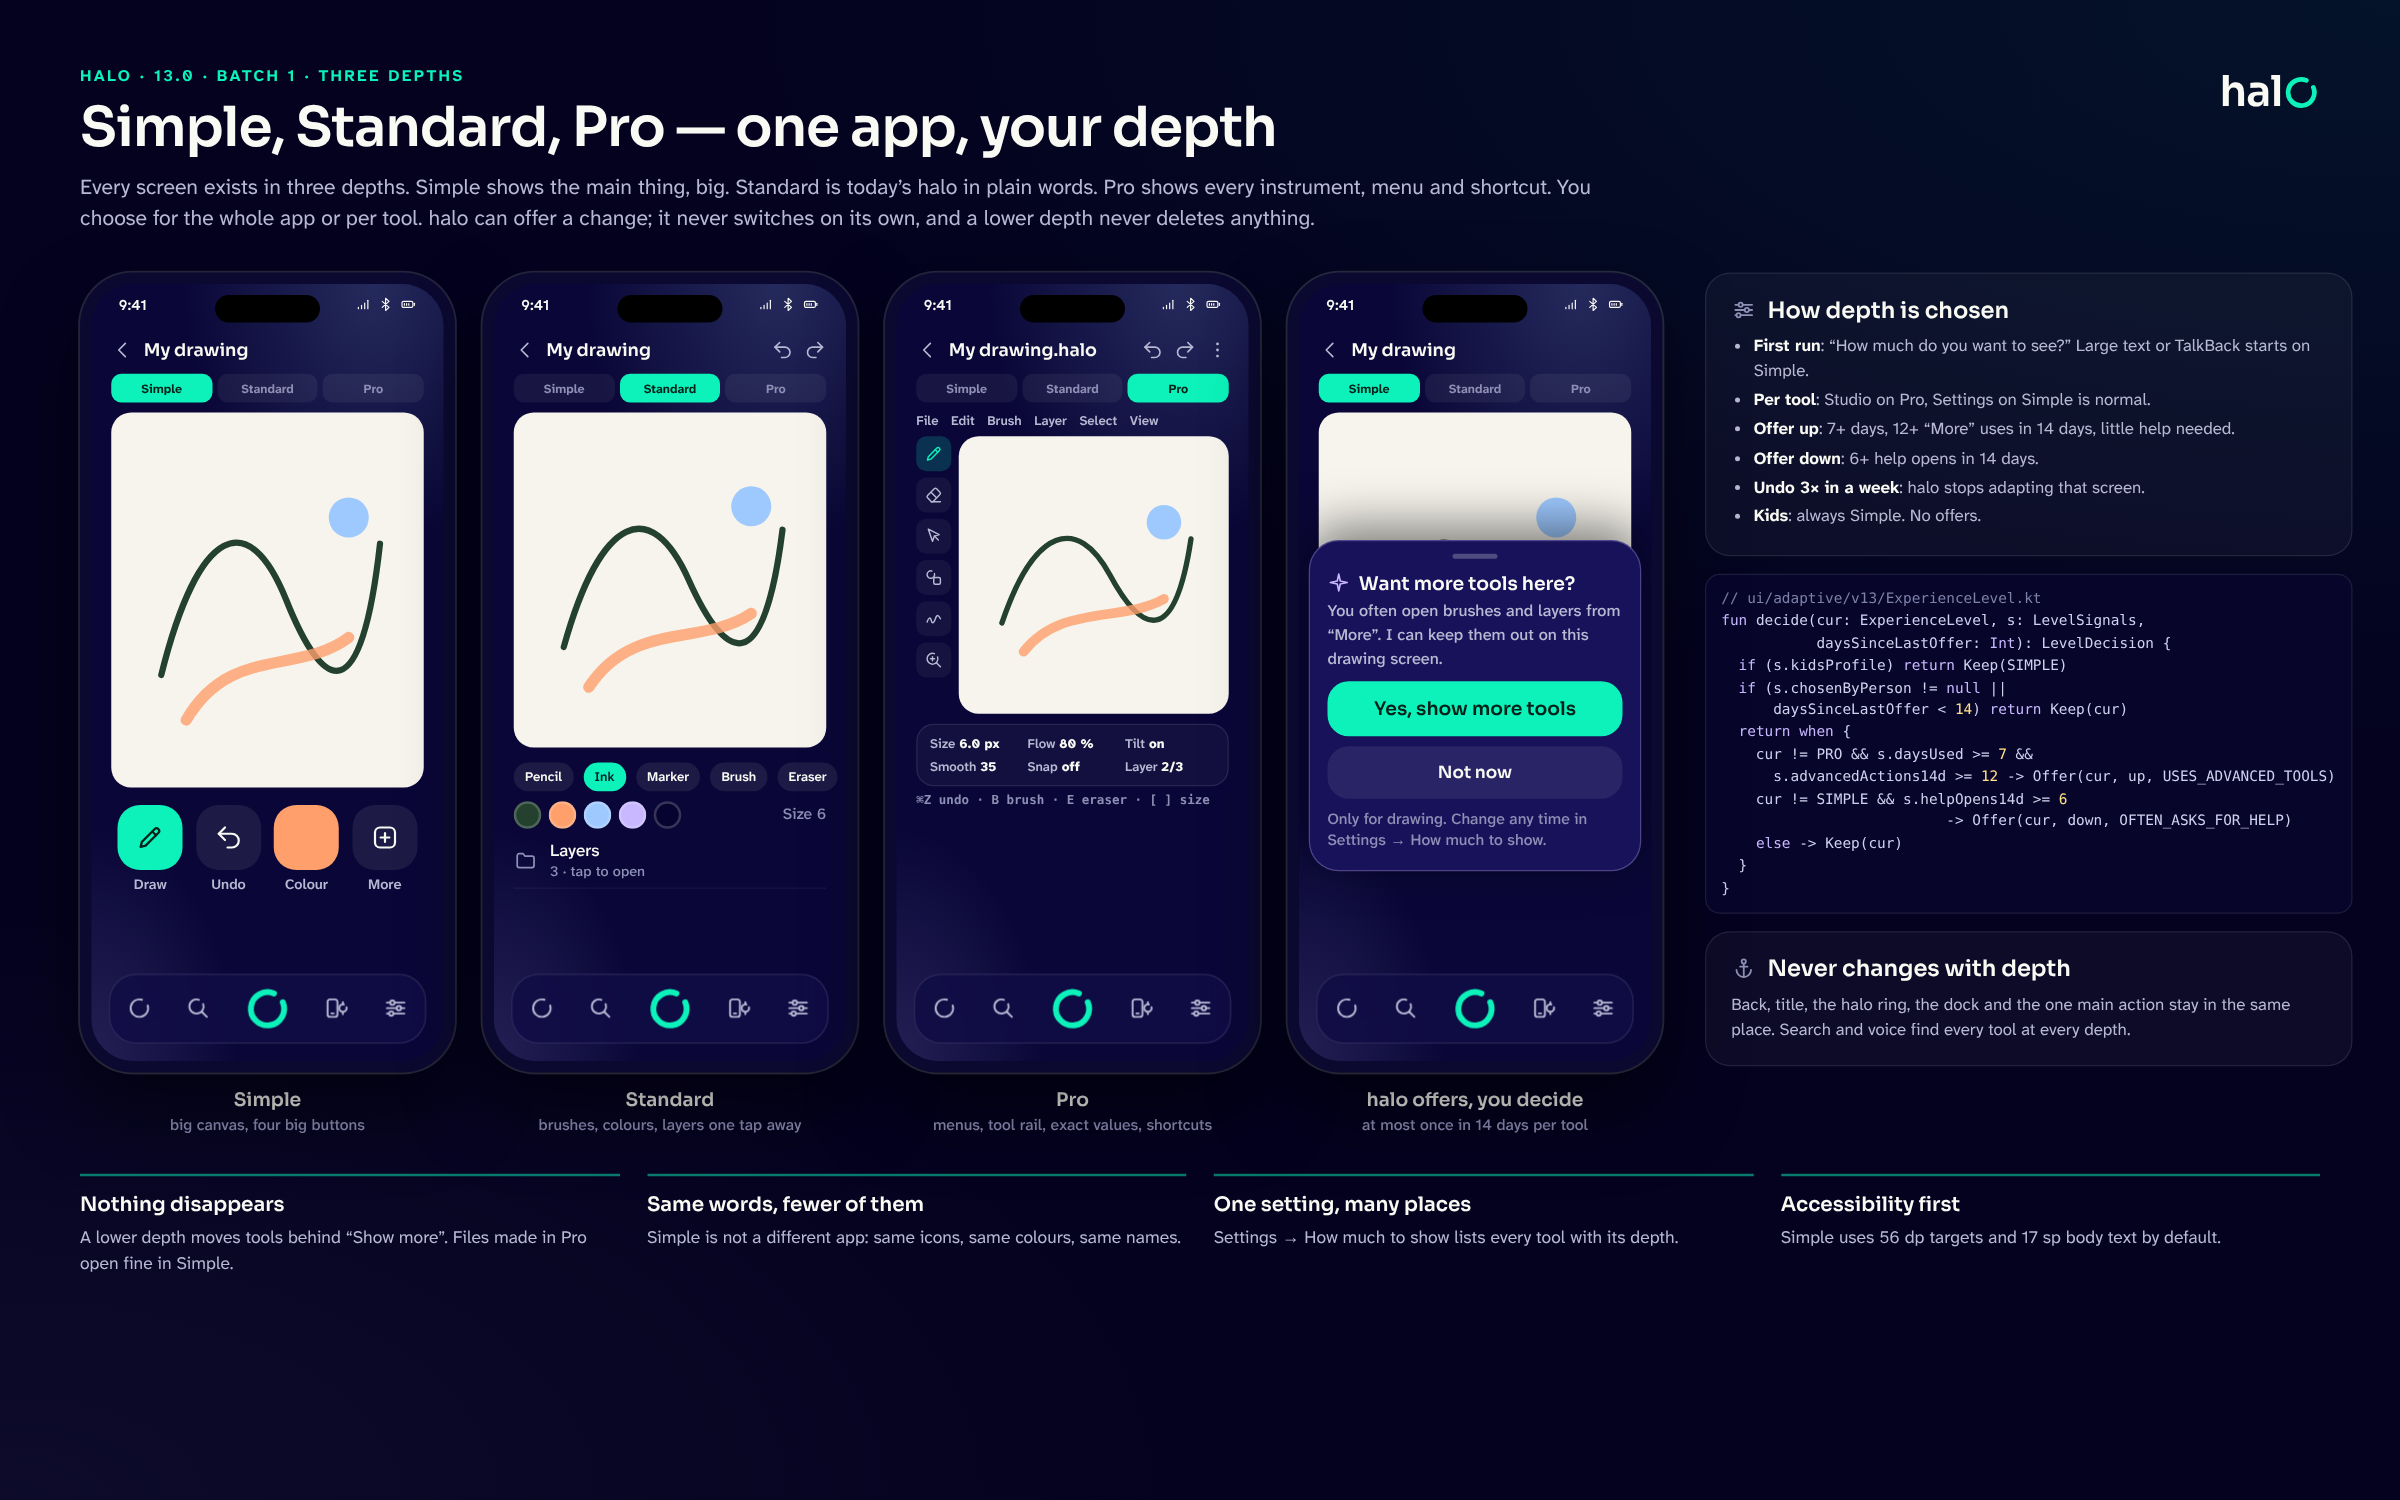 HALO · 13.0 · BATCH 1 · THREE DEPTHS
halo
Simple, Standard, Pro — one app, your depth
Every screen exists in three depths. Simple shows the main thing, big. Standard is today’s halo in plain words. Pro shows every instrument, menu and shortcut. You
choose for the whole app or per tool. halo can offer a change; it never switches on its own, and a lower depth never deletes anything.
9:41
My drawing
Simple Standard Pro
Draw Undo Colour More
Simple
big canvas, four big buttons
9:41
My drawing
Simple Standard Pro
Pencil Ink Marker Brush Eraser
Size 6
Layers
3 · tap to open
Standard
brushes, colours, layers one tap away
9:41
My drawing.halo
Simple Standard Pro
File Edit Brush Layer Select View
Size 6.0 px Flow 80 % Tilt on
Smooth 35 Snap off Layer 2/3
⌘Z undo · B brush · E eraser · [ ] size
Pro
menus, tool rail, exact values, shortcuts
9:41
My drawing
Simple Standard Pro
Want more tools here?
You often open brushes and layers from
“More”. I can keep them out on this
drawing screen.
Yes, show more tools
Not now
Only for drawing. Change any time in
Settings → How much to show.
halo offers, you decide
at most once in 14 days per tool
How depth is chosen
• First run: “How much do you want to see?” Large text or TalkBack starts on
Simple.
• Per tool: Studio on Pro, Settings on Simple is normal.
• Offer up: 7+ days, 12+ “More” uses in 14 days, little help needed.
• Offer down: 6+ help opens in 14 days.
• Undo 3× in a week: halo stops adapting that screen.
• Kids: always Simple. No offers.
// ui/adaptive/v13/ExperienceLevel.kt
fun decide(cur: ExperienceLevel, s: LevelSignals,
daysSinceLastOffer: Int): LevelDecision {
if (s.kidsProfile) return Keep(SIMPLE)
if (s.chosenByPerson != null ||
daysSinceLastOffer < 14) return Keep(cur)
return when {
cur != PRO && s.daysUsed >= 7 &&
s.advancedActions14d >= 12 -> Offer(cur, up, USES_ADVANCED_TOOLS)
cur != SIMPLE && s.helpOpens14d >= 6
-> Offer(cur, down, OFTEN_ASKS_FOR_HELP)
else -> Keep(cur)
}
}
Never changes with depth
Back, title, the halo ring, the dock and the one main action stay in the same
place. Search and voice find every tool at every depth.
Nothing disappears
A lower depth moves tools behind “Show more”. Files made in Pro
open fine in Simple.
Same words, fewer of them
Simple is not a different app: same icons, same colours, same names.
One setting, many places
Settings → How much to show lists every tool with its depth.
Accessibility first
Simple uses 56 dp targets and 17 sp body text by default.